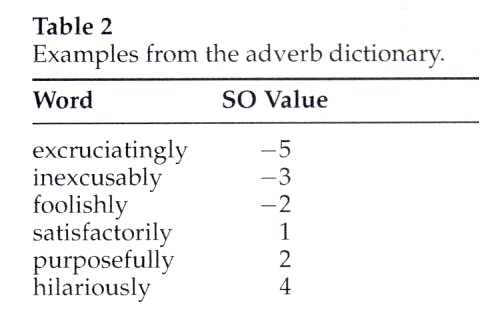 Table 2
Examples from the adverb dictionary.
Word SO Value
excruciatingly −5
inexcusably −3
foolishly −2
satisfactorily 1
purposefully 2
hilariously 4